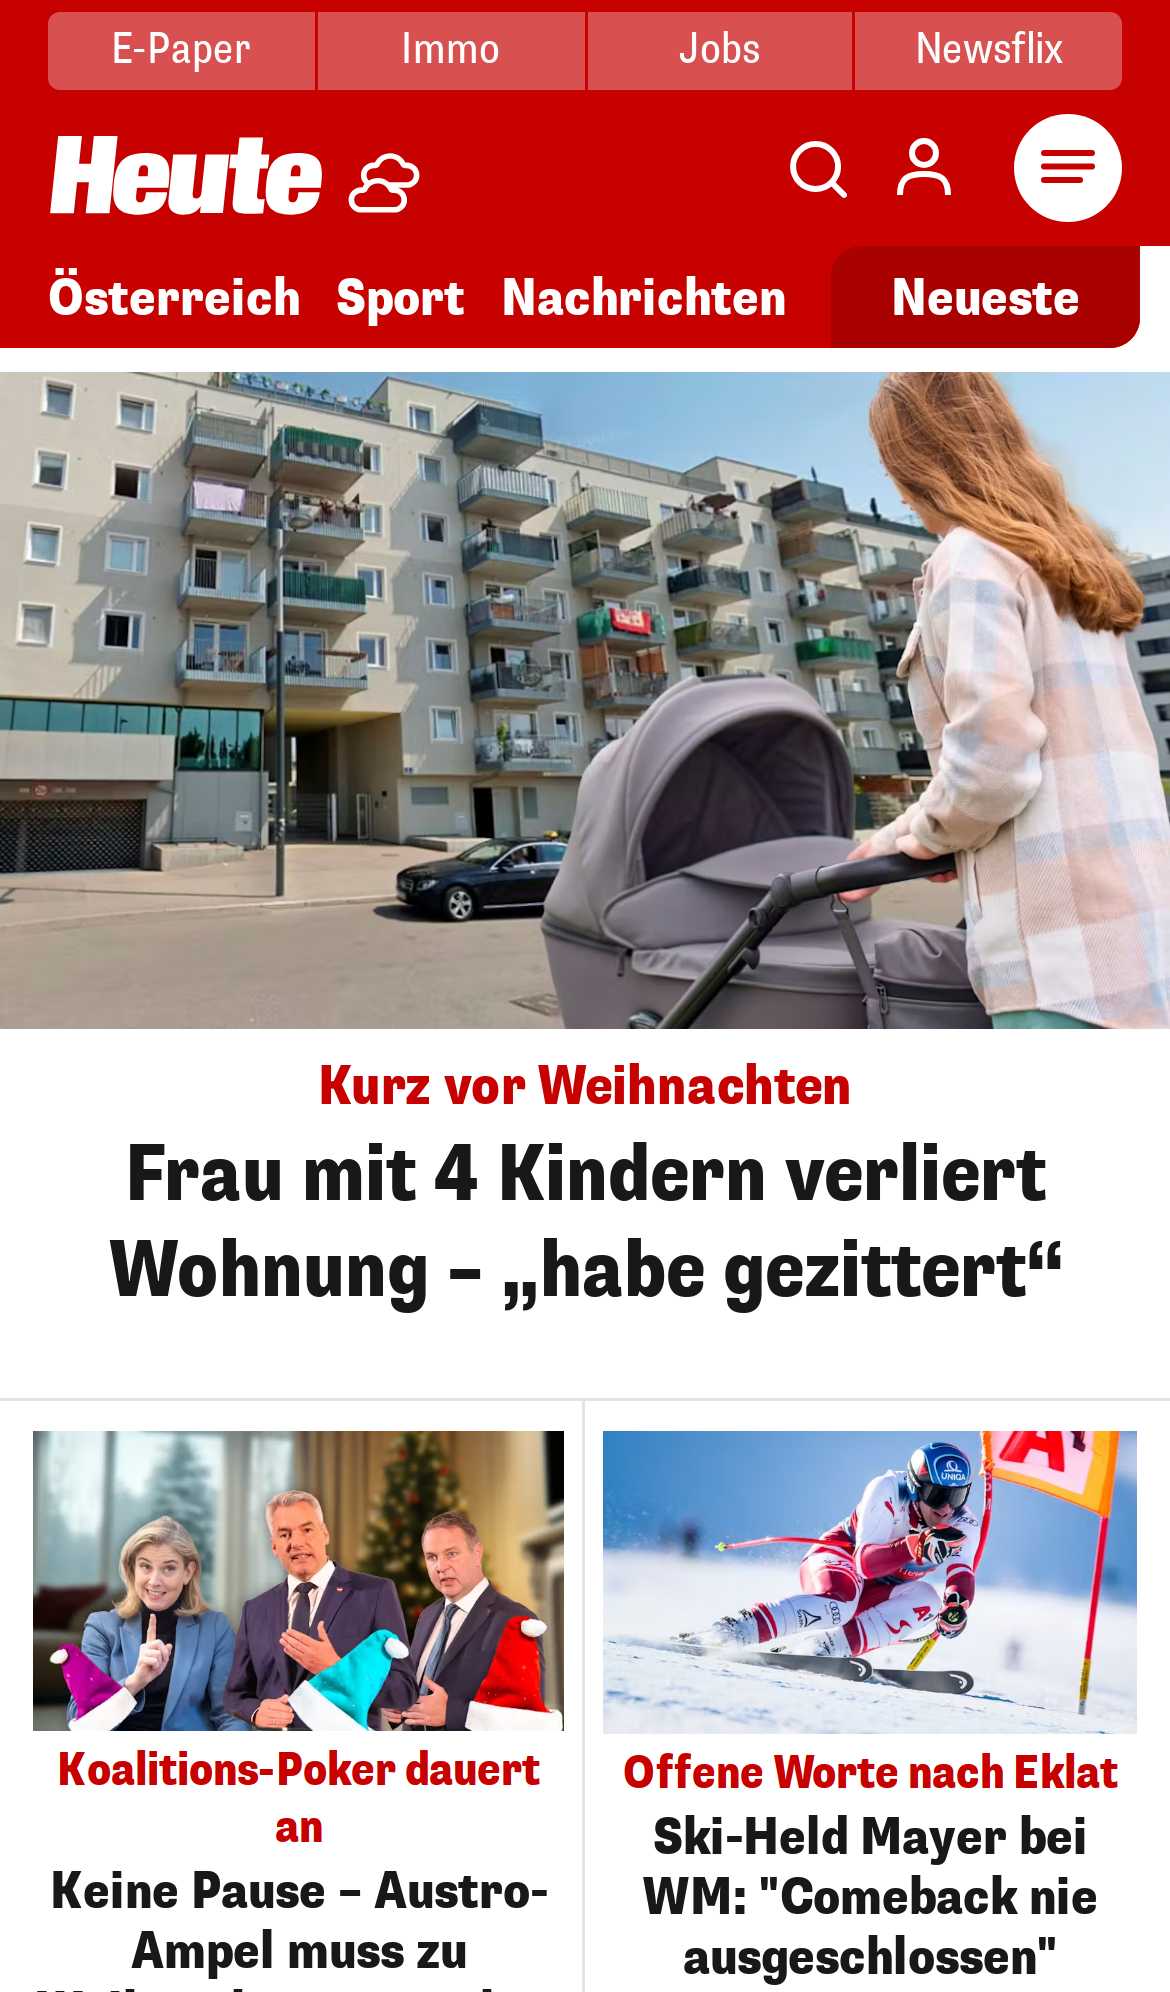 E-Paper
Immo
Jobs
Newsflix
Heute
Österreich
Sport
Nachrichten
Neueste
Kurz vor Weihnachten
Frau mit 4 Kindern verliert
Wohnung – „habe gezittert“
Koalitions-Poker dauert
an
Keine Pause – Austro-
Ampel muss zu
UNIQA
Offene Worte nach Eklat
Ski-Held Mayer bei
WM: "Comeback nie
ausgeschlossen"